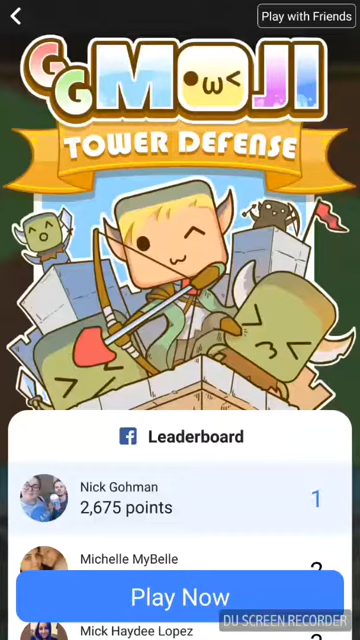 Play with Friends
GGMOJI
TOWER DEFENSE
Leaderboard
Nick Gohman
1
2,675 points
Michelle MyBelle
2
Play Now
DU SCREEN RECORDER
Mick Haydee Lopez